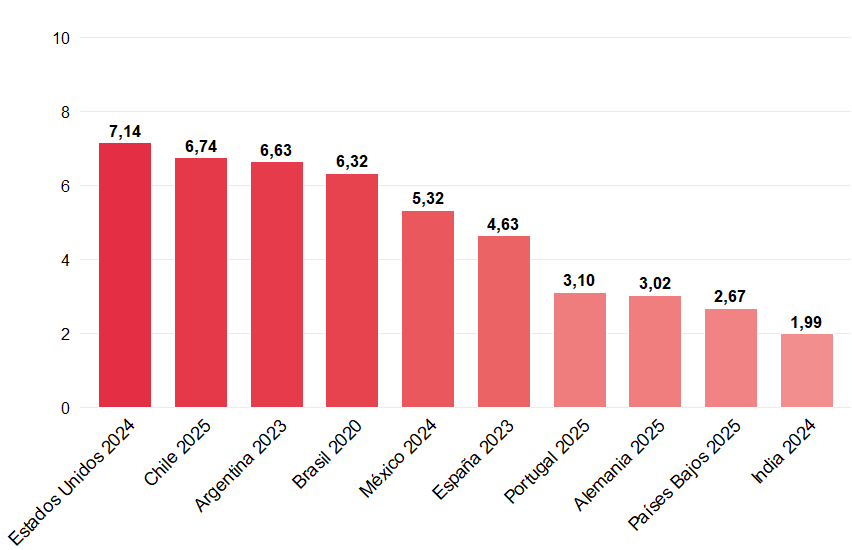 10
8
6
4
2
0
7,14
6,74
6,63
6,32
5,32
4,63
3,10
3,02
2,67
1,99
Estados Unidos 2024
Chile 2025
Argentina 2023
Brasil 2020
México 2024
España 2023
Portugal 2025
Alemania 2025
Países Bajos 2025
India 2024